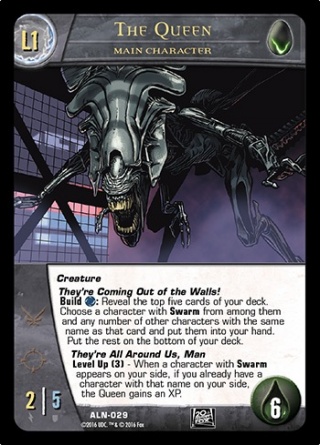 L1
The Queen
MAIN CHARACTER
Creature
They're Coming Out of the Walls!
Build : Reveal the top five cards of your deck.
Choose a character with Swarm from among them
and any number of other characters with the same
name as that card and put them into your hand.
Put the rest on the bottom of your deck.
They're All Around Us, Man
Level Up (3) - When a character with Swarm
appears on your side, if you already have a
character with that name on your side,
the Queen gains an XP.
2 | 5
ALN-029
©2016 UDC. ™ & © 2016 Fox
20th
Century
Fox
6